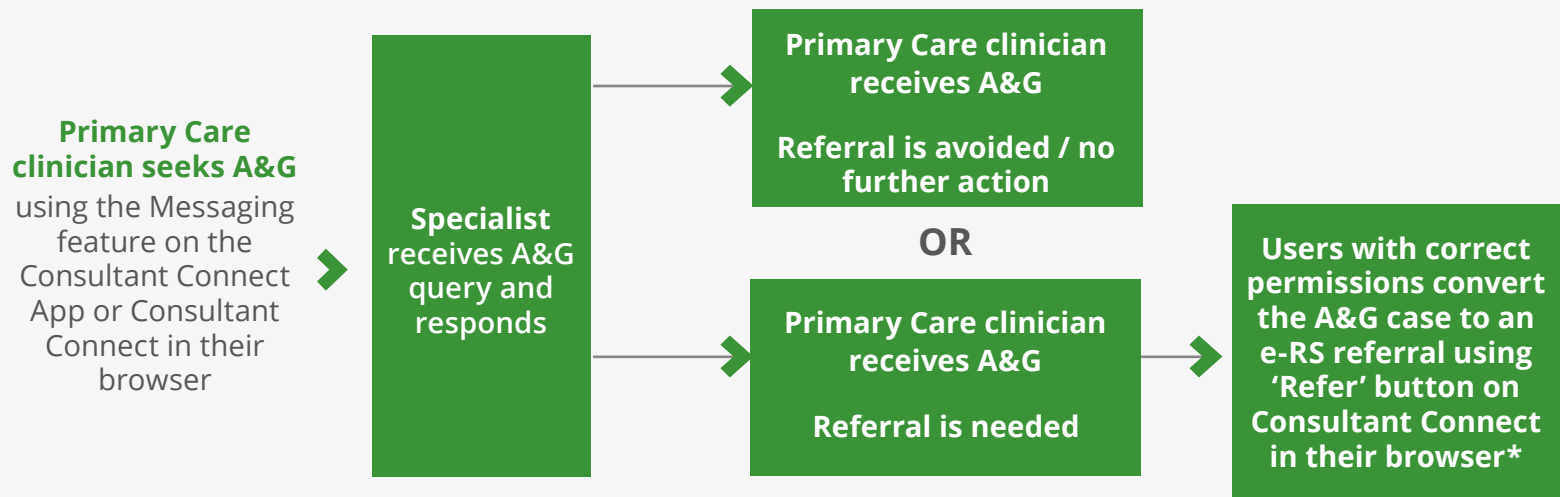 Primary Care
clinician seeks A&G
using the Messaging
feature on the
Consultant Connect
App or Consultant
Connect in their
browser
Specialist
receives A&G
query and
responds
Primary Care clinician
receives A&G
Referral is avoided / no
further action
OR
Primary Care clinician
receives A&G
Referral is needed
Users with correct
permissions convert
the A&G case to an
e-RS referral using
‘Refer’ button on
Consultant Connect
in their browser*